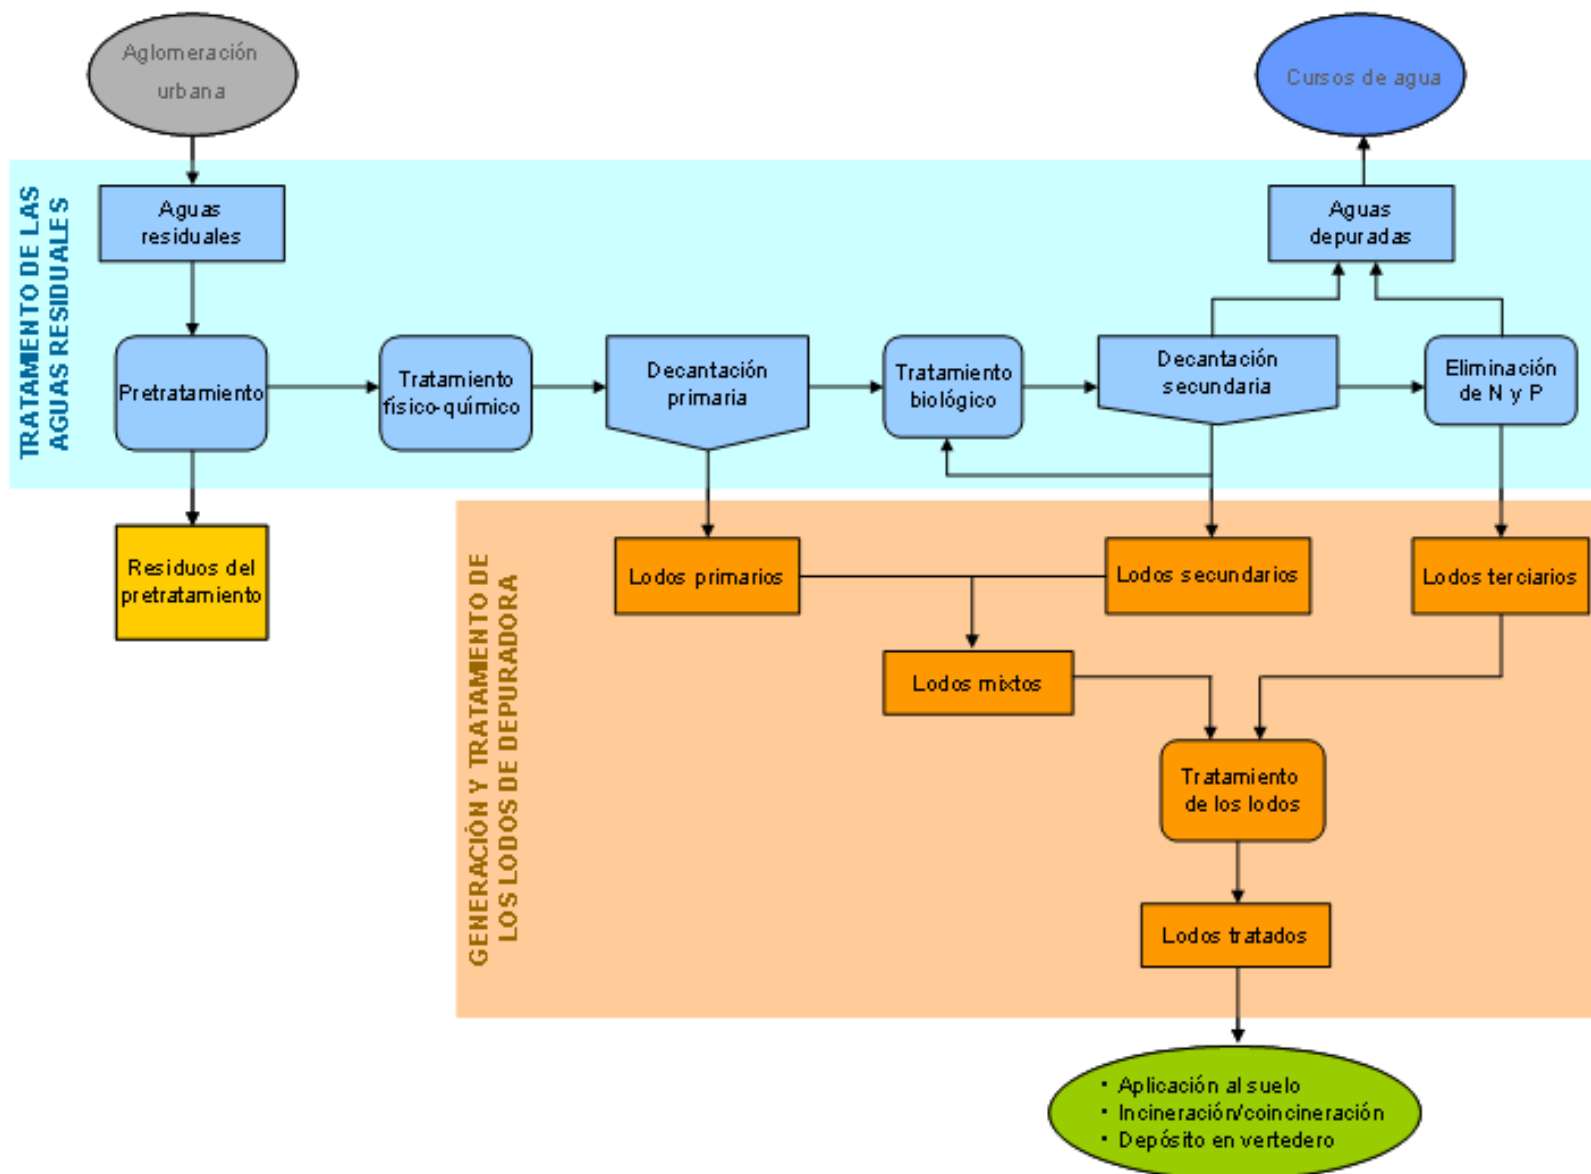 Aglomeración
urbana
Cursos de agua
TRATAMIENTO DE LAS
AGUAS RESIDUALES
Aguas
residuales
Aguas
depuradas
Pretratamiento
Tratamiento
físico-químico
Decantación
primaria
Tratamiento
biológico
Decantación
secundaria
Eliminación
de N y P
Residuos del
pretratamiento
GENERACIÓN Y TRATAMIENTO DE
LOS LODOS DE DEPURADORA
Lodos primarios
Lodos secundarios
Lodos terciarios
Lodos mixtos
Tratamiento
de los lodos
Lodos tratados
• Aplicación al suelo
• Incineración/coincineración
• Depósito en vertedero